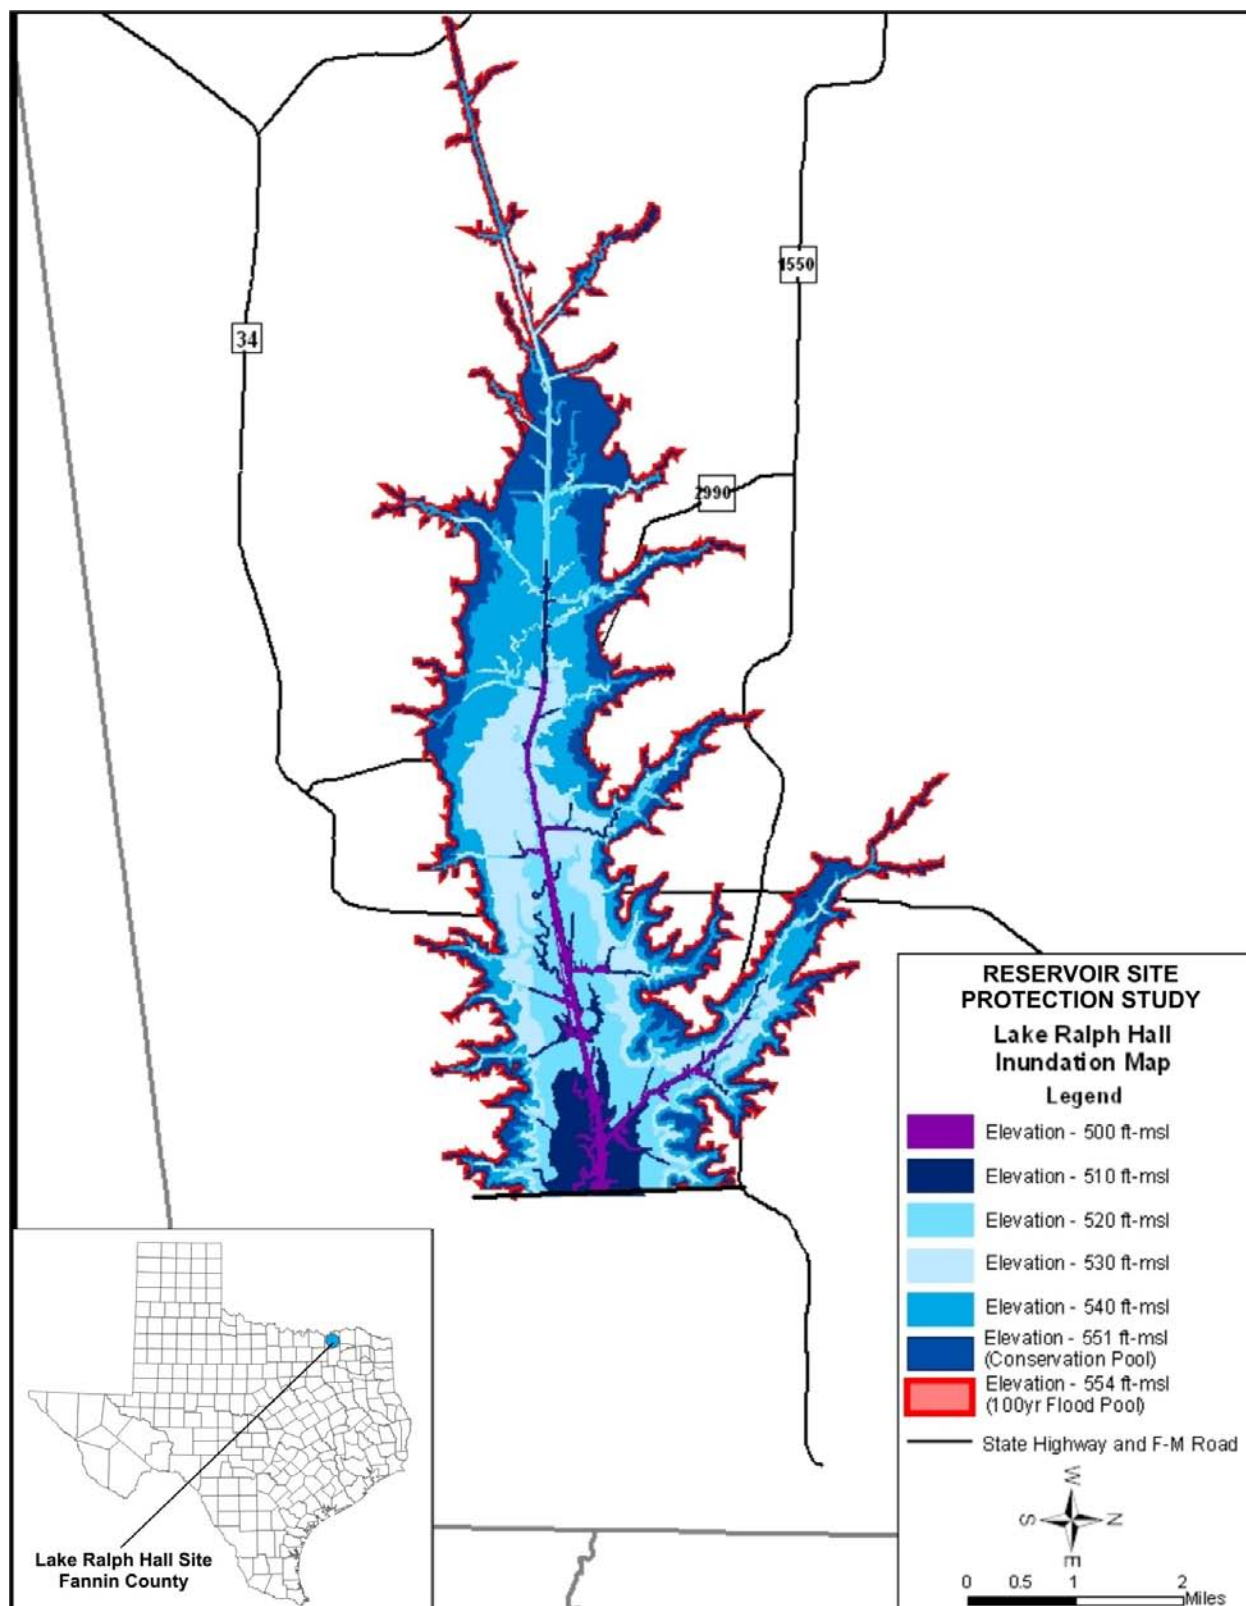 1550
34
2990
RESERVOIR SITE
PROTECTION STUDY
Lake Ralph Hall
Inundation Map
Legend
Elevation - 500 ft-msl
Elevation - 510 ft-msl
Elevation - 520 ft-msl
Elevation - 530 ft-msl
Elevation - 540 ft-msl
Elevation - 551 ft-msl
(Conservation Pool)
Elevation - 554 ft-msl
(100yr Flood Pool)
State Highway and F-M Road
W
S
N
E
0 0.5 1 2
Miles
Lake Ralph Hall Site
Fannin County